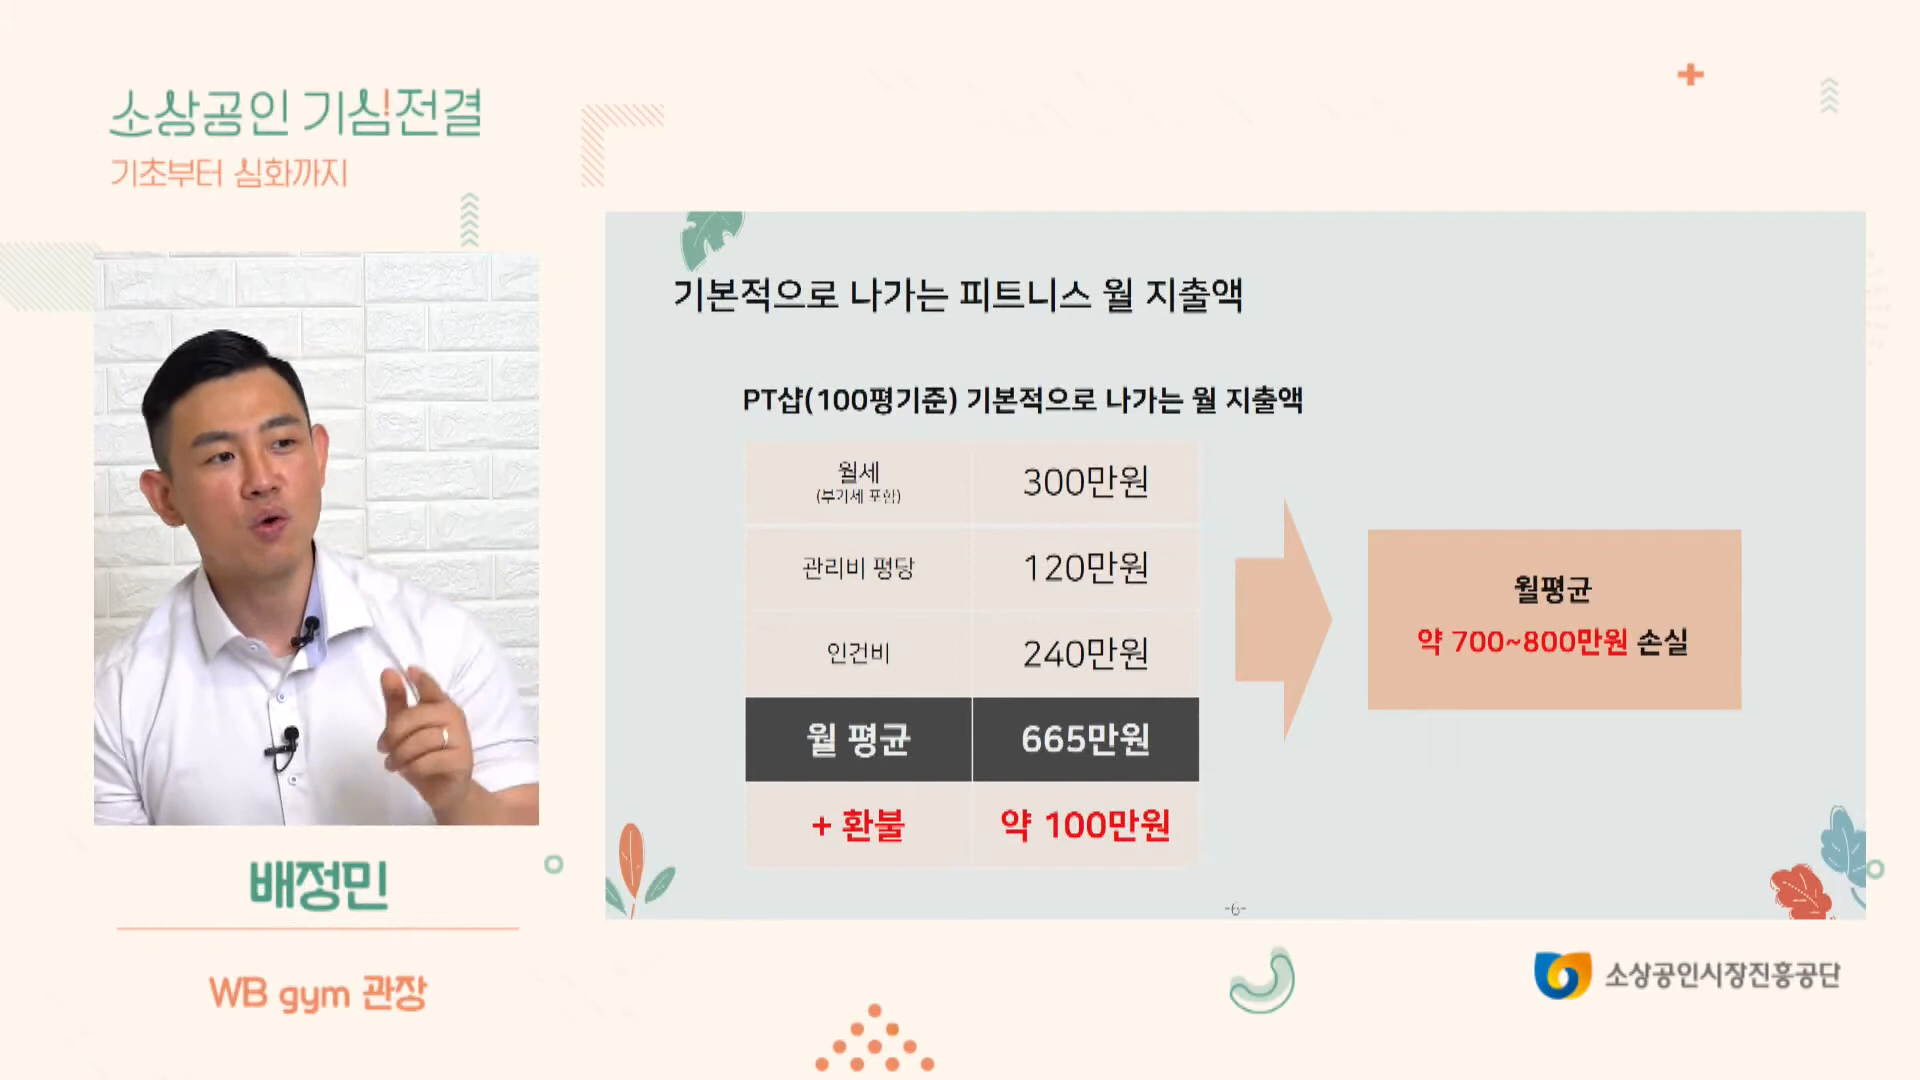 소상공인 기심전결
기초부터 심화까지
기본적으로 나가는 피트니스 월 지출액
PT샵(100평기준) 기본적으로 나가는 월 지출액
월세 300만원
(부가세 포함)
관리비 평당 120만원
인건비 240만원
월 평균 665만원
+ 환불 약 100만원
월평균
약 700~800만원 손실
-6-
배정민
WB gym 관장
소상공인시장진흥공단